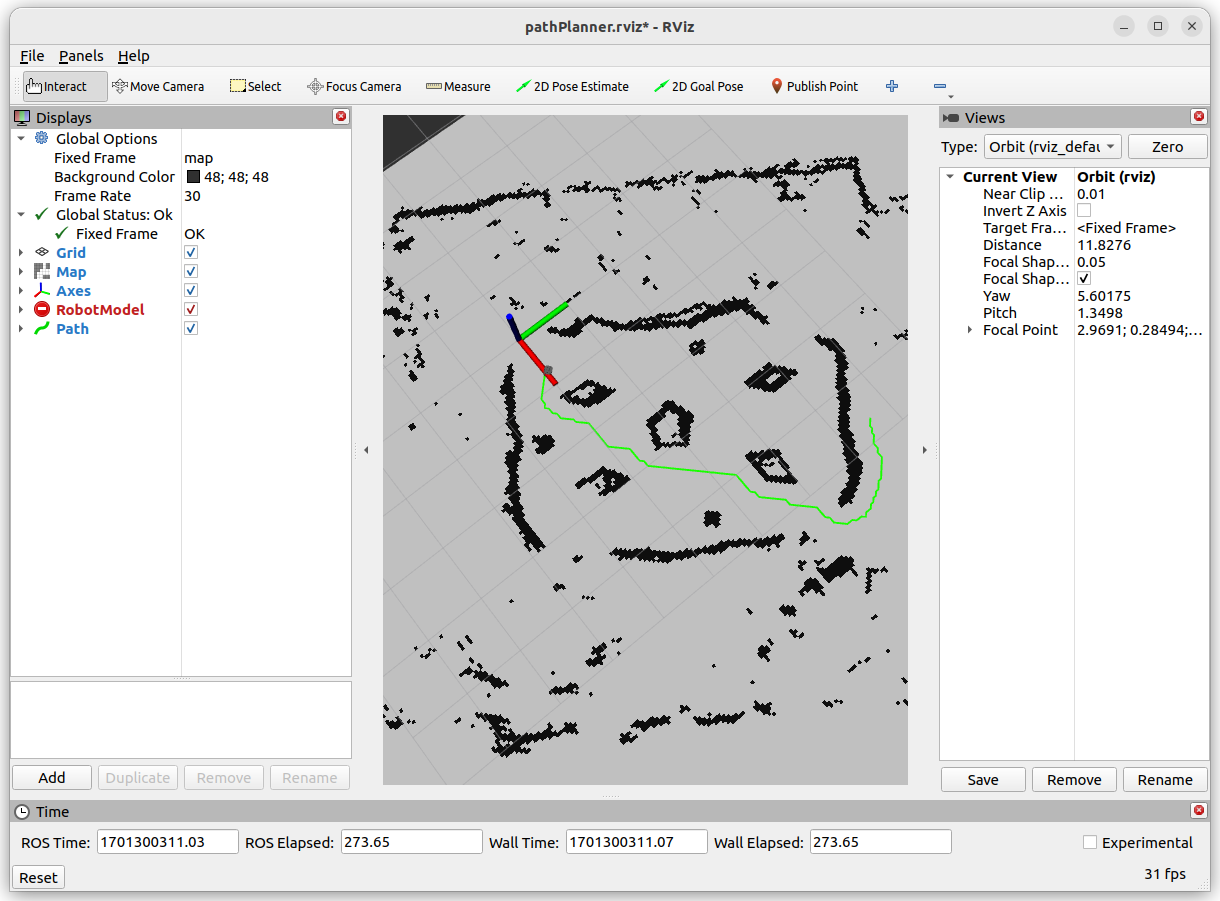 pathPlanner.rviz* - RViz
File Panels Help
Interact Move Camera Select Focus Camera Measure 2D Pose Estimate 2D Goal Pose Publish Point
Displays
Global Options
Fixed Frame map
Background Color 48; 48; 48
Frame Rate 30
Global Status: Ok
Fixed Frame OK
Grid
Map
Axes
RobotModel
Path
Add Duplicate Remove Rename
Views
Type: Orbit (rviz_defau Zero
Current View Orbit (rviz)
Near Clip ... 0.01
Invert Z Axis
Target Fra... <Fixed Frame>
Distance 11.8276
Focal Shap... 0.05
Focal Shap...
Yaw 5.60175
Pitch 1.3498
Focal Point 2.9691; 0.28494;...
Save Remove Rename
Time
ROS Time: 1701300311.03 ROS Elapsed: 273.65 Wall Time: 1701300311.07 Wall Elapsed: 273.65 Experimental
Reset 31 fps